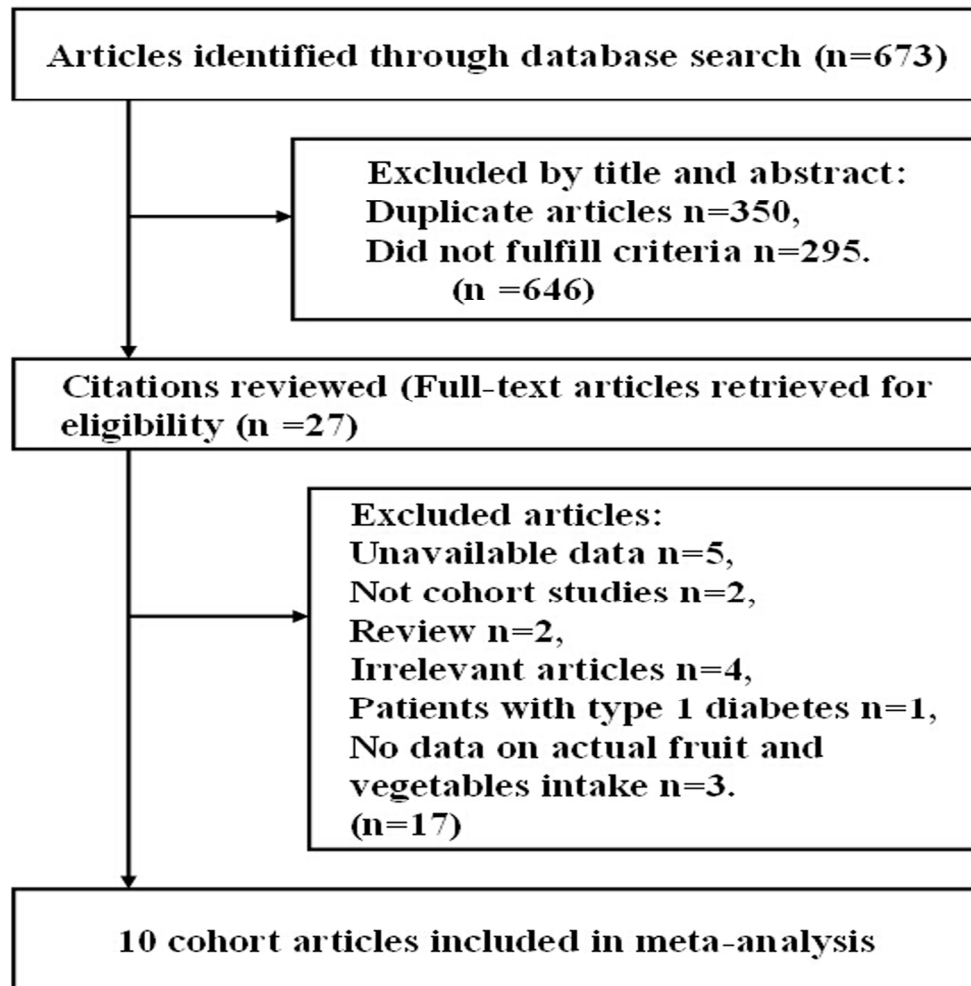 Articles identified through database search (n=673)
Excluded by title and abstract:
Duplicate articles n=350,
Did not fulfill criteria n=295.
(n =646)
Citations reviewed (Full-text articles retrieved for
eligibility (n =27)
Excluded articles:
Unavailable data n=5,
Not cohort studies n=2,
Review n=2,
Irrelevant articles n=4,
Patients with type 1 diabetes n=1,
No data on actual fruit and
vegetables intake n=3.
(n=17)
10 cohort articles included in meta-analysis